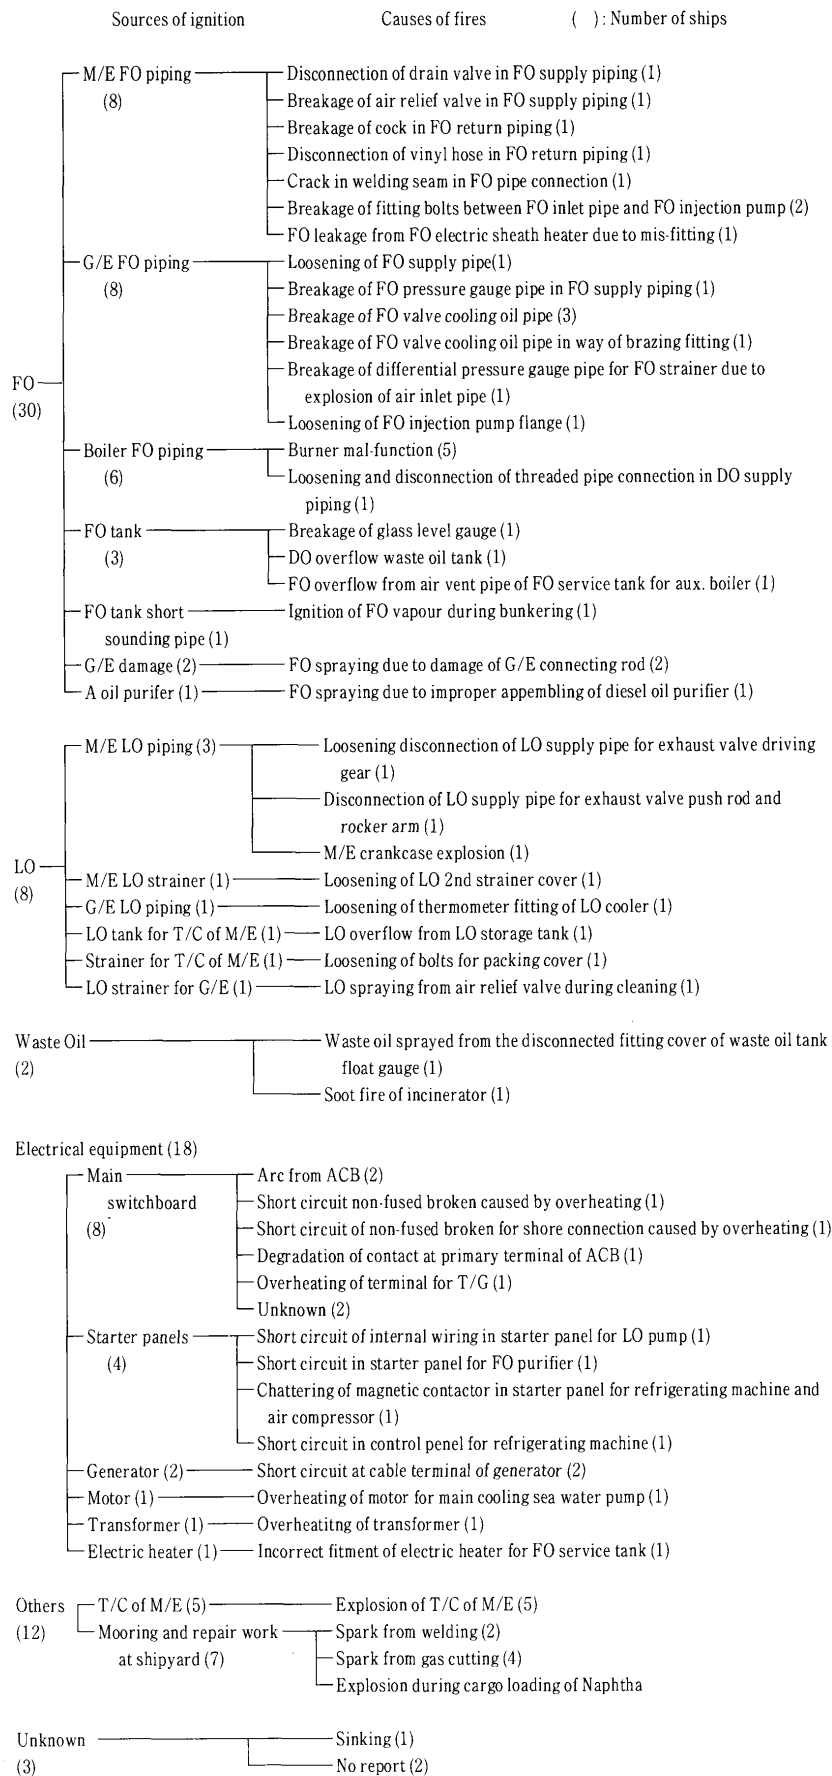 Sources of ignition Causes of fires ( ): Number of ships
M/E FO piping Disconnection of drain valve in FO supply piping (1)
(8) Breakage of air relief valve in FO supply piping (1)
Breakage of cock in FO return piping (1)
Disconnection of vinyl hose in FO return piping (1)
Crack in welding seam in FO pipe connection (1)
Breakage of fitting bolts between FO inlet pipe and FO injection pump (2)
FO leakage from FO electric sheath heater due to mis-fitting (1)
G/E FO piping Loosening of FO supply pipe(1)
(8) Breakage of FO pressure gauge pipe in FO supply piping (1)
Breakage of FO valve cooling oil pipe (3)
Breakage of FO valve cooling oil pipe in way of brazing fitting (1)
Breakage of differential pressure gauge pipe for FO strainer due to
FO
explosion of air inlet pipe (1)
(30)
Loosening of FO injection pump flange (1)
Boiler FO piping Burner mal-function (5)
(6) Loosening and disconnection of threaded pipe connection in DO supply
piping (1)
FO tank Breakage of glass level gauge (1)
(3) DO overflow waste oil tank (1)
FO overflow from air vent pipe of FO service tank for aux. boiler (1)
FO tank short Ignition of FO vapour during bunkering (1)
sounding pipe (1)
G/E damage (2) FO spraying due to damage of G/E connecting rod (2)
A oil purifer (1) FO spraying due to improper appembling of diesel oil purifier (1)
M/E LO piping (3) Loosening disconnection of LO supply pipe for exhaust valve driving
gear (1)
Disconnection of LO supply pipe for exhaust valve push rod and
rocker arm (1)
M/E crankcase explosion (1)
LO
M/E LO strainer (1) Loosening of LO 2nd strainer cover (1)
(8)
G/E LO piping (1) Loosening of thermometer fitting of LO cooler (1)
LO tank for T/C of M/E (1) LO overflow from LO storage tank (1)
Strainer for T/C of M/E (1) Loosening of bolts for packing cover (1)
LO strainer for G/E (1) LO spraying from air relief valve during cleaning (1)
Waste Oil Waste oil sprayed from the disconnected fitting cover of waste oil tank
(2) float gauge (1)
Soot fire of incinerator (1)
Electrical equipment (18)
Main Arc from ACB (2)
switchboard Short circuit non-fused broken caused by overheating (1)
(8) Short circuit of non-fused broken for shore connection caused by overheating (1)
Degradation of contact at primary terminal of ACB (1)
Overheating of terminal for T/G (1)
Unknown (2)
Starter panels Short circuit of internal wiring in starter panel for LO pump (1)
(4) Short circuit in starter panel for FO purifier (1)
Chattering of magnetic contactor in starter panel for refrigerating machine and
air compressor (1)
Short circuit in control penel for refrigerating machine (1)
Generator (2) Short circuit at cable terminal of generator (2)
Motor (1) Overheating of motor for main cooling sea water pump (1)
Transformer (1) Overheatitng of transformer (1)
Electric heater (1) Incorrect fitment of electric heater for FO service tank (1)
Others T/C of M/E (5) Explosion of T/C of M/E (5)
(12) Mooring and repair work Spark from welding (2)
at shipyard (7) Spark from gas cutting (4)
Explosion during cargo loading of Naphtha
Unknown Sinking (1)
(3) No report (2)